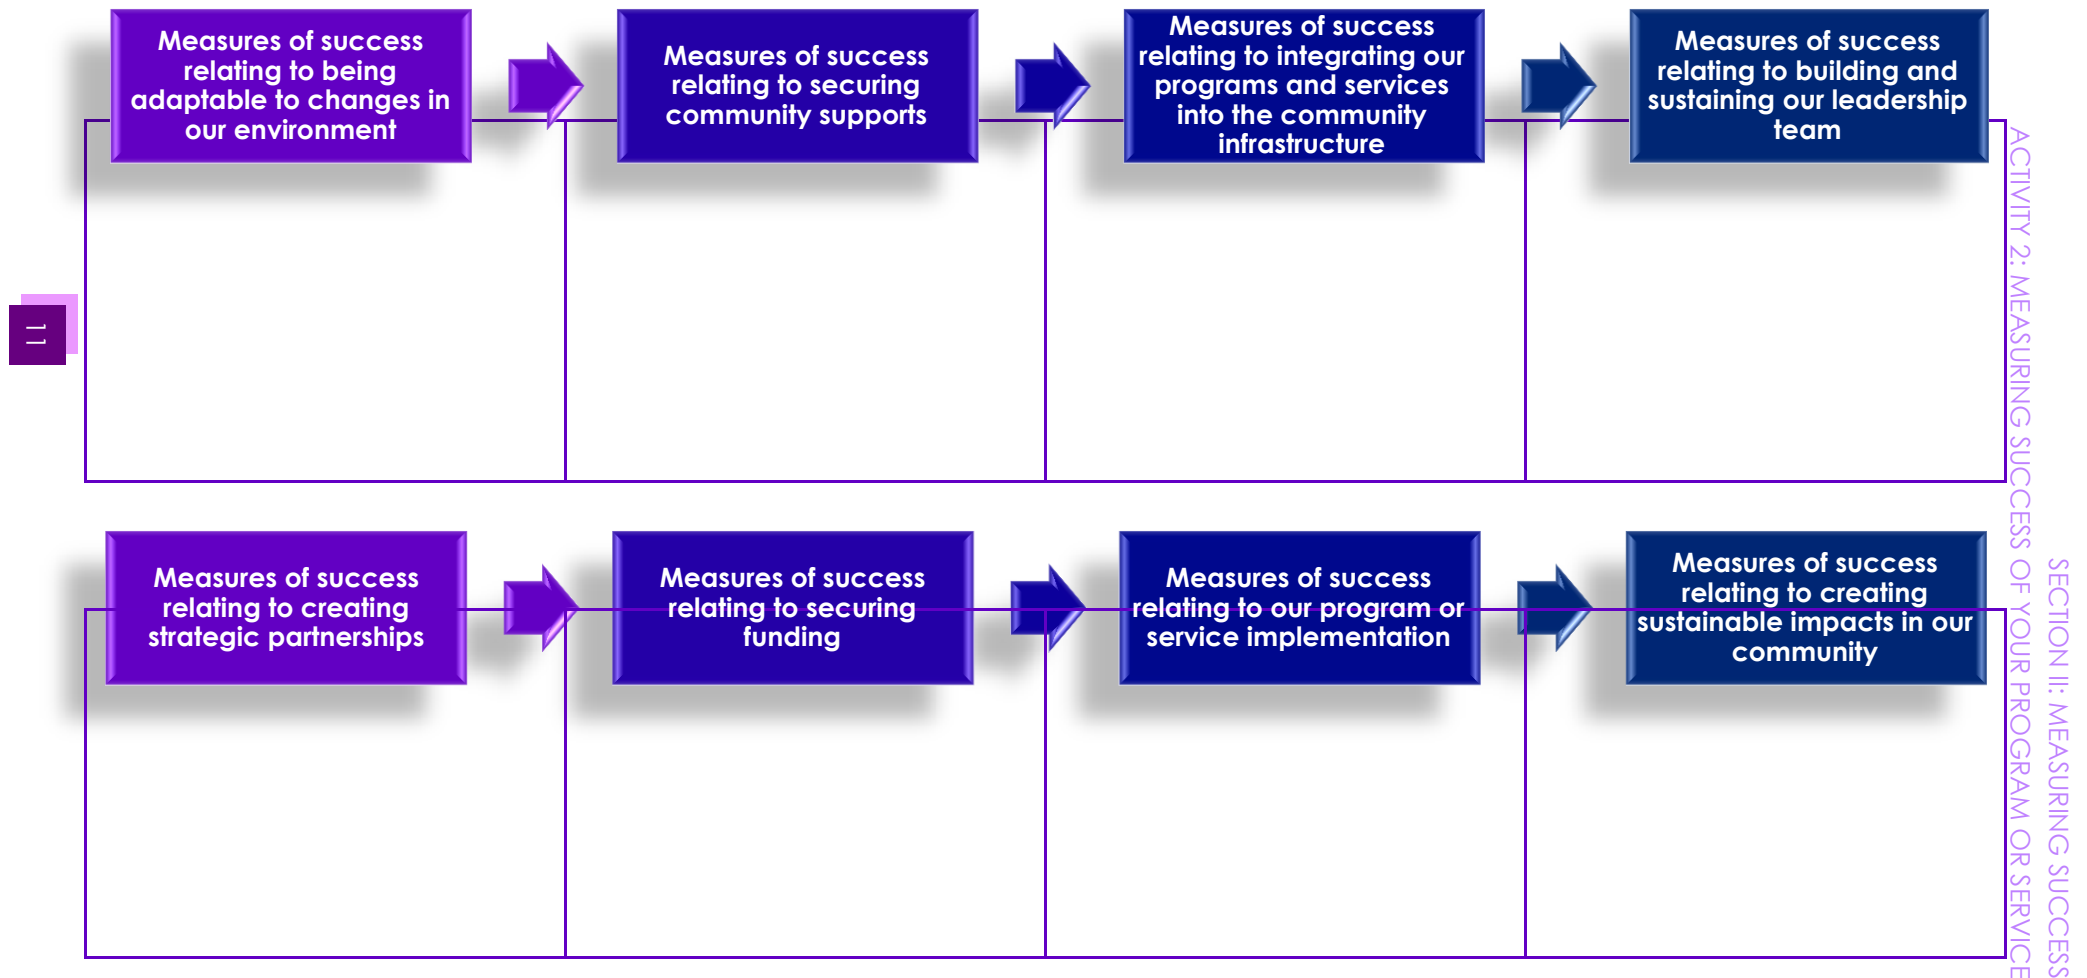 Measures of success
relating to being
adaptable to changes in
our environment
Measures of success
relating to securing
community supports
Measures of success
relating to integrating our
programs and services
into the community
infrastructure
Measures of success
relating to building and
sustaining our leadership
team
Measures of success
relating to creating
strategic partnerships
Measures of success
relating to securing
funding
Measures of success
relating to our program or
service implementation
Measures of success
relating to creating
sustainable impacts in our
community
SECTION II: MEASURING SUCCESS
ACTIVITY 2: MEASURING SUCCESS OF YOUR PROGRAM OR SERVICE
11